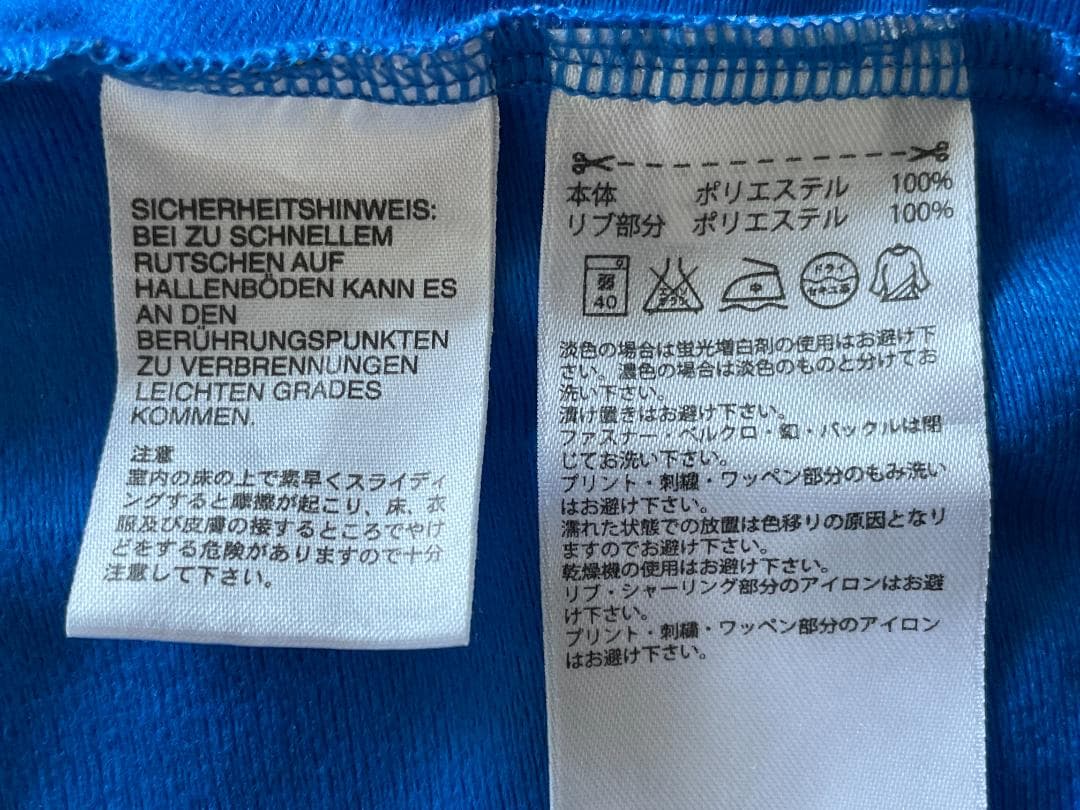 SICHERHEITSHINWEIS:
BEI ZU SCHNELLEM
RUTSCHEN AUF
HALLENBÖDEN KANN ES
AN DEN
BERÜHRUNGSPUNKTEN
ZU VERBRENNUNGEN
LEICHTEN GRADES
KOMMEN.
注意
室内の床の上で素早くスライディ
ングすると摩擦が起こり、床、衣
服及び皮膚の接するところでやけ
どをする危険がありますので十分
注意して下さい。
本体 ポリエステル 100%
リブ部分 ポリエステル 100%
弱
40
エンソ
サラシ
ドライ
セキユ系
淡色の場合は蛍光増白剤の使用はお避け下
さい。濃色の場合は淡色のものと分けてお
洗い下さい。
漬け置きはお避け下さい。
ファスナー・ベルクロ・釦・バックルは閉
じてお洗い下さい。
プリント・刺繍・ワッペン部分のもみ洗い
はお避け下さい。
濡れた状態での放置は色移りの原因となり
ますのでお避け下さい。
乾燥機の使用はお避け下さい。
リブ・シャーリング部分のアイロンはお避
け下さい。
プリント・刺繍・ワッペン部分のアイロン
はお避け下さい。